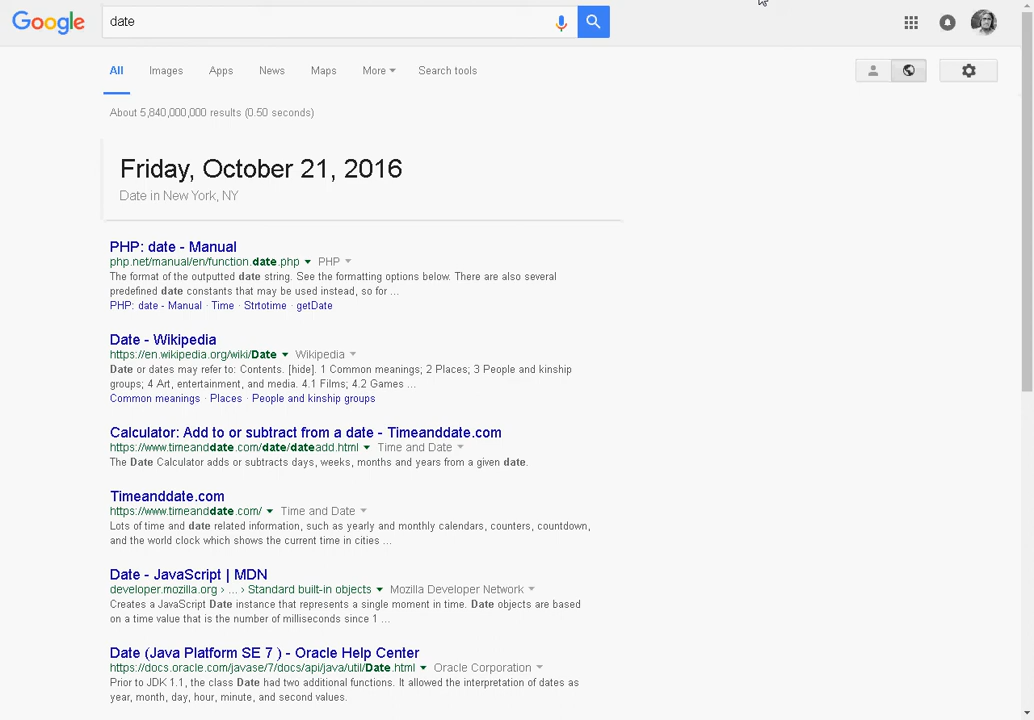 Google
date
All Images Apps News Maps More Search tools
About 5,840,000,000 results (0.50 seconds)
Friday, October 21, 2016
Date in New York, NY
PHP: date - Manual
php.net/manual/en/function.date.php PHP
The format of the outputted date string. See the formatting options below. There are also several
predefined date constants that may be used instead, so for ...
PHP: date - Manual · Time · Strtotime · getDate
Date - Wikipedia
https://en.wikipedia.org/wiki/Date Wikipedia
Date or dates may refer to: Contents. [hide]. 1 Common meanings; 2 Places; 3 People and kinship
groups; 4 Art, entertainment, and media. 4.1 Films; 4.2 Games ...
Common meanings · Places · People and kinship groups
Calculator: Add to or subtract from a date - Timeanddate.com
https://www.timeanddate.com/date/dateadd.html Time and Date
The Date Calculator adds or subtracts days, weeks, months and years from a given date.
Timeanddate.com
https://www.timeanddate.com/ Time and Date
Lots of time and date related information, such as yearly and monthly calendars, counters, countdown,
and the world clock which shows the current time in cities ...
Date - JavaScript | MDN
developer.mozilla.org › ... › Standard built-in objects Mozilla Developer Network
Creates a JavaScript Date instance that represents a single moment in time. Date objects are based
on a time value that is the number of milliseconds since 1 ...
Date (Java Platform SE 7 ) - Oracle Help Center
https://docs.oracle.com/javase/7/docs/api/java/util/Date.html Oracle Corporation
Prior to JDK 1.1, the class Date had two additional functions. It allowed the interpretation of dates as
year, month, day, hour, minute, and second values.